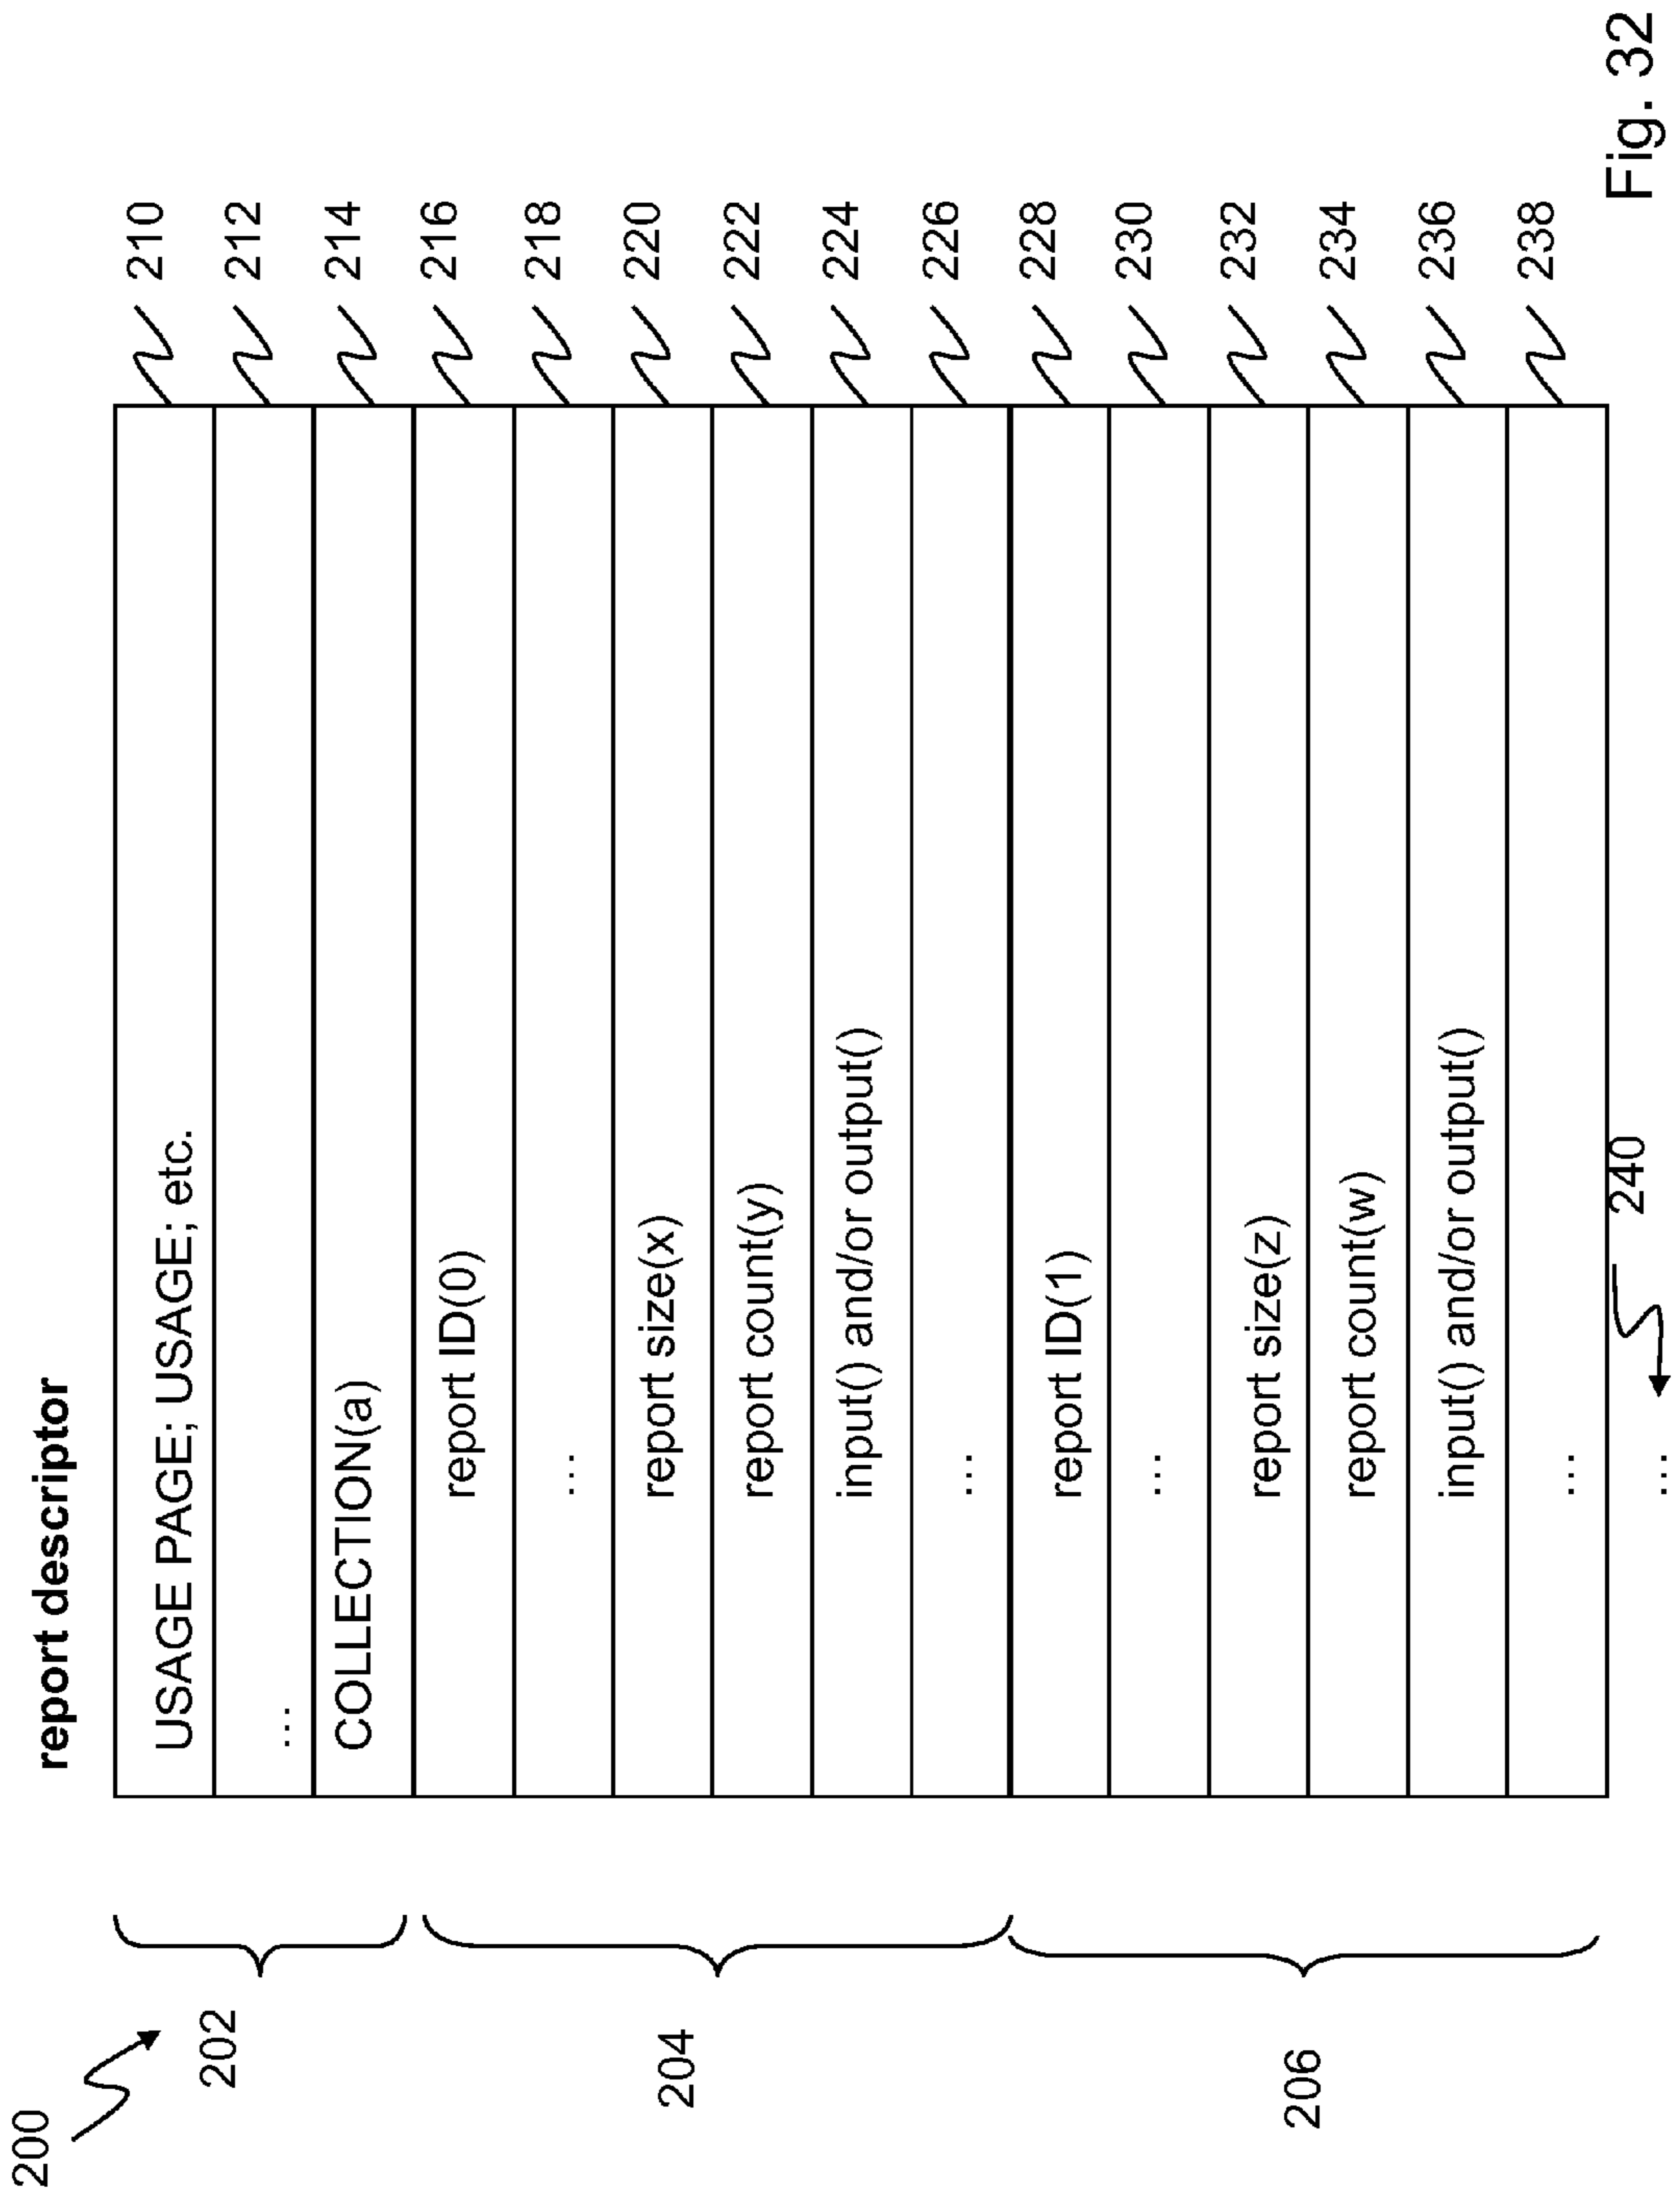 200
report descriptor
202
USAGE PAGE; USAGE; etc.
210
...
212
COLLECTION(a)
214
204
report ID(0)
216
...
218
report size(x)
220
report count(y)
222
input() and/or output()
224
...
226
206
report ID(1)
228
...
230
report size(z)
232
report count(w)
234
input() and/or output()
236
...
238
...
240
Fig. 32